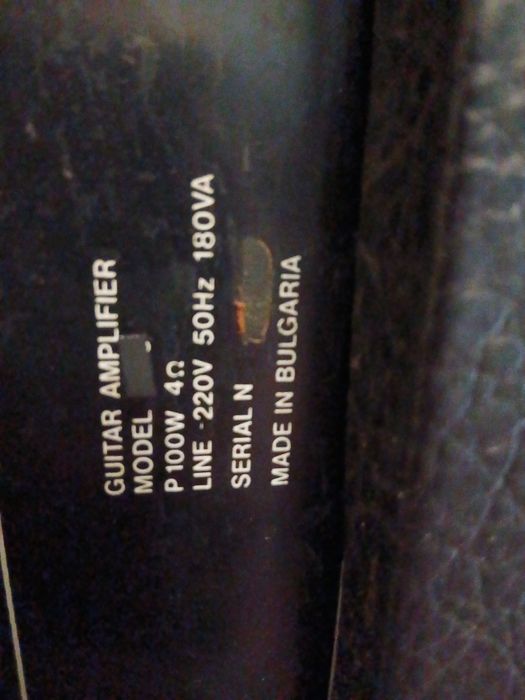 GUITAR AMPLIFIER
MODEL
P 100W 4Ω
LINE ~220V 50Hz 180VA
SERIAL N
MADE IN BULGARIA